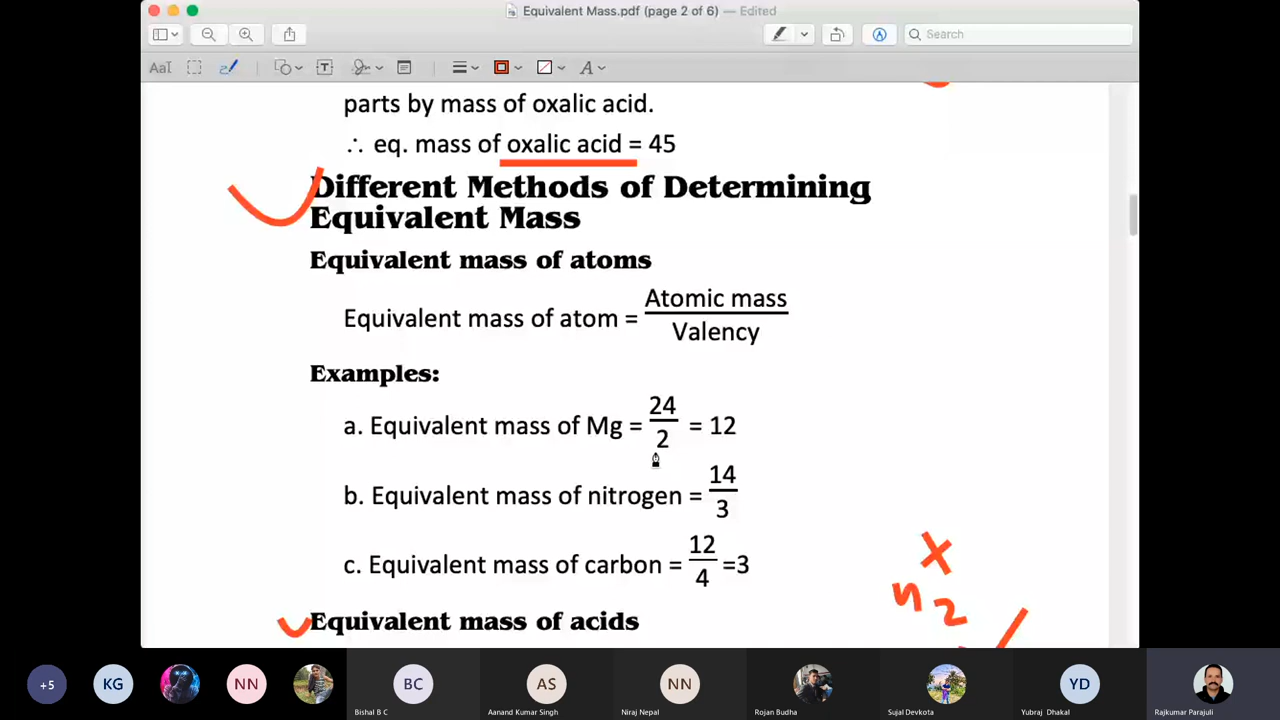 Equivalent Mass.pdf (page 2 of 6) — Edited
Search
AaI
A
parts by mass of oxalic acid.
∴ eq. mass of oxalic acid = 45
Different Methods of Determining
Equivalent Mass
Equivalent mass of atoms
Equivalent mass of atom = Atomic mass / Valency
Examples:
a. Equivalent mass of Mg = 24/2 = 12
b. Equivalent mass of nitrogen = 14/3
c. Equivalent mass of carbon = 12/4 =3
Equivalent mass of acids
+5
KG
NN
BC
AS
NN
YD
Bishal B C
Aanand Kumar Singh
Niraj Nepal
Rojan Budha
Sujal Devkota
Yubraj Dhakal
Rajkumar Parajuli